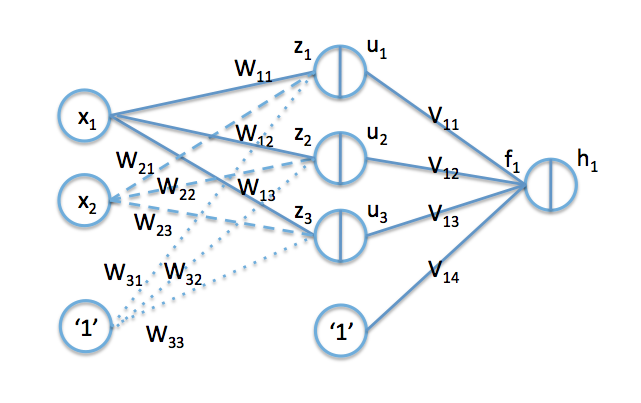 z₁ u₁
W₁₁
x₁
V₁₁
W₁₂
z₂ u₂
W₂₁
V₁₂
f₁ h₁
W₂₂
W₁₃
x₂
z₃ u₃
V₁₃
W₂₃
V₁₄
W₃₁
W₃₂
‘1’
‘1’
W₃₃